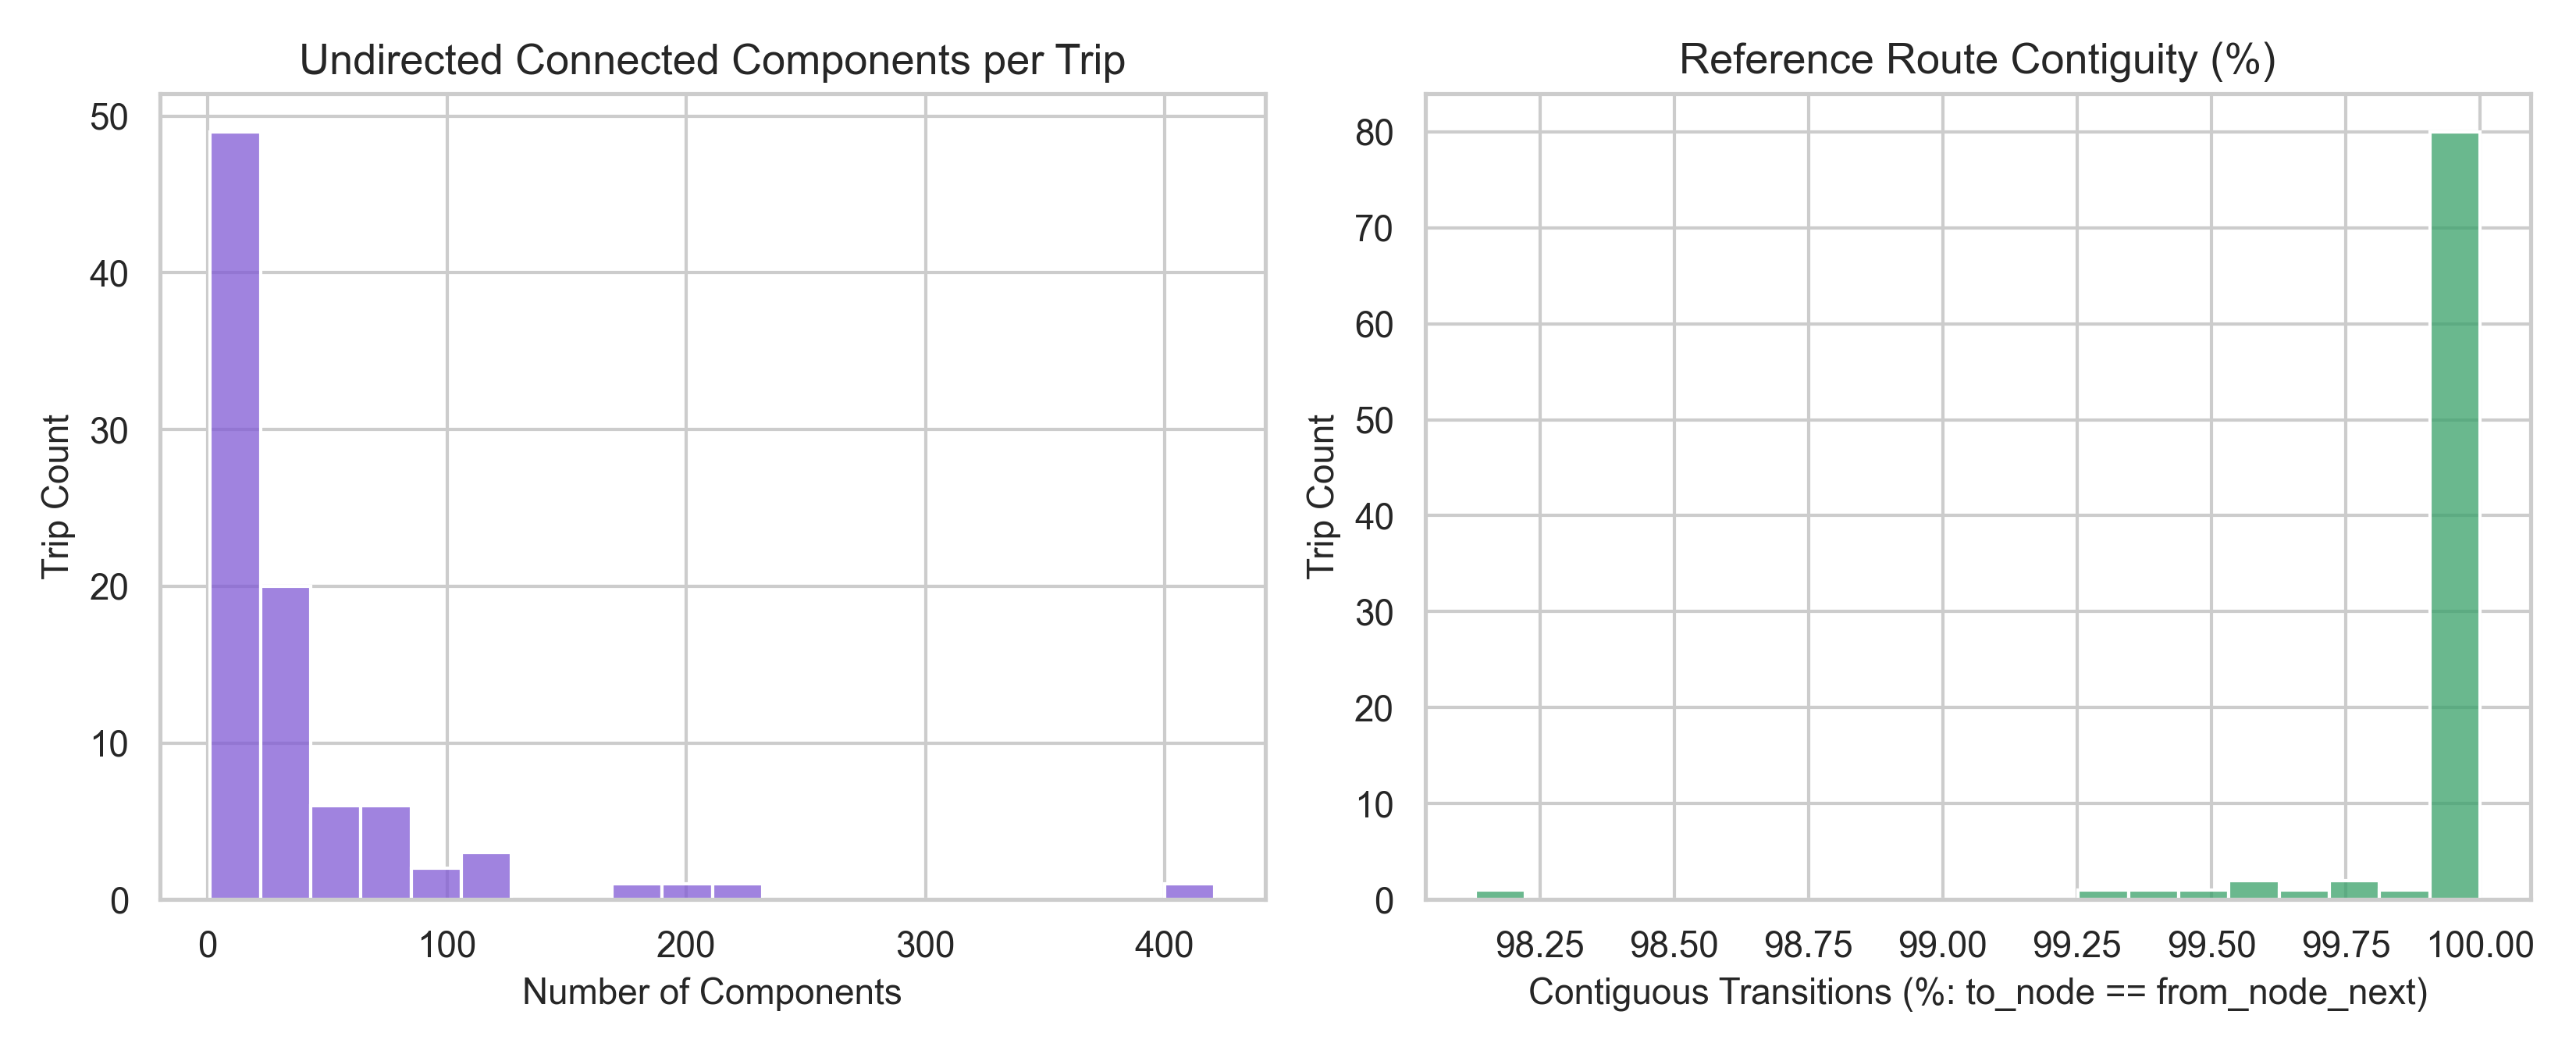 Undirected Connected Components per Trip
50
40
30
20
10
0
Trip Count
0 100 200 300 400
Number of Components
Reference Route Contiguity (%)
80
70
60
50
40
30
20
10
0
Trip Count
98.25 98.50 98.75 99.00 99.25 99.50 99.75 100.00
Contiguous Transitions (%: to_node == from_node_next)